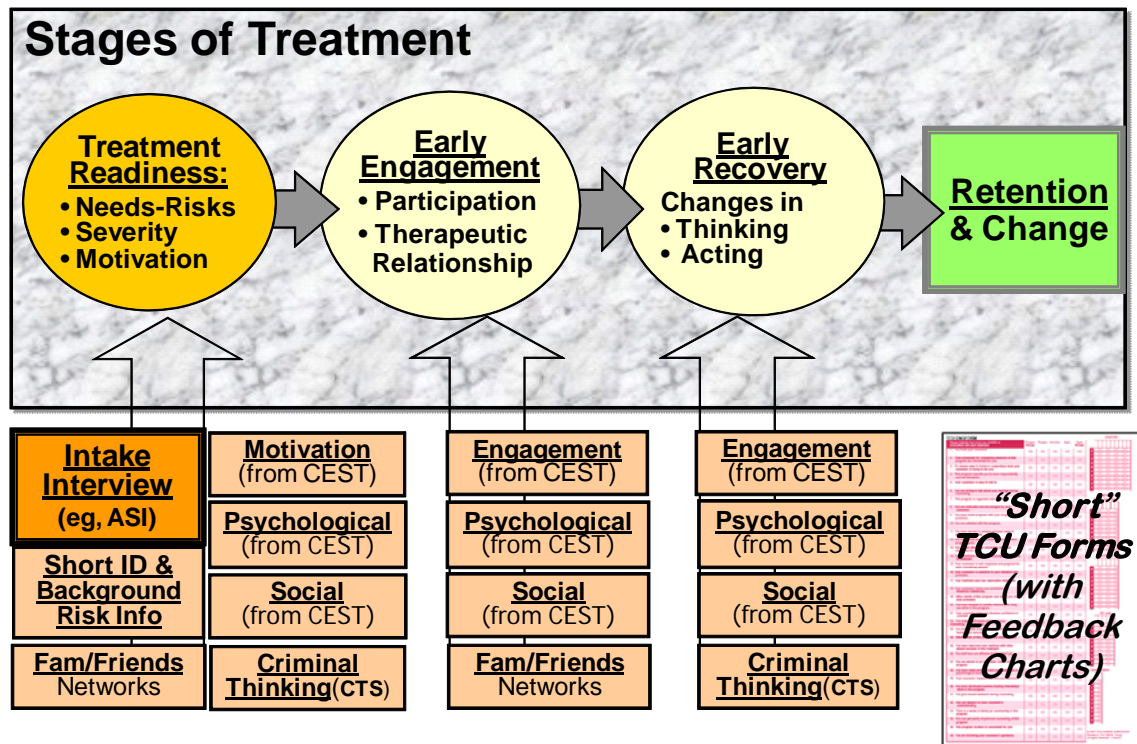 Stages of Treatment
Treatment
Readiness:
• Needs-Risks
• Severity
• Motivation
Early
Engagement
• Participation
• Therapeutic
Relationship
Early
Recovery
Changes in
• Thinking
• Acting
Retention
& Change
Intake
Interview
(eg, ASI)
Short ID &
Background
Risk Info
Fam/Friends
Networks
Motivation
(from CEST)
Psychological
(from CEST)
Social
(from CEST)
Criminal
Thinking(CTS)
Engagement
(from CEST)
Psychological
(from CEST)
Social
(from CEST)
Fam/Friends
Networks
Engagement
(from CEST)
Psychological
(from CEST)
Social
(from CEST)
Criminal
Thinking(CTS)
“Short”
TCU Forms
(with
Feedback
Charts)